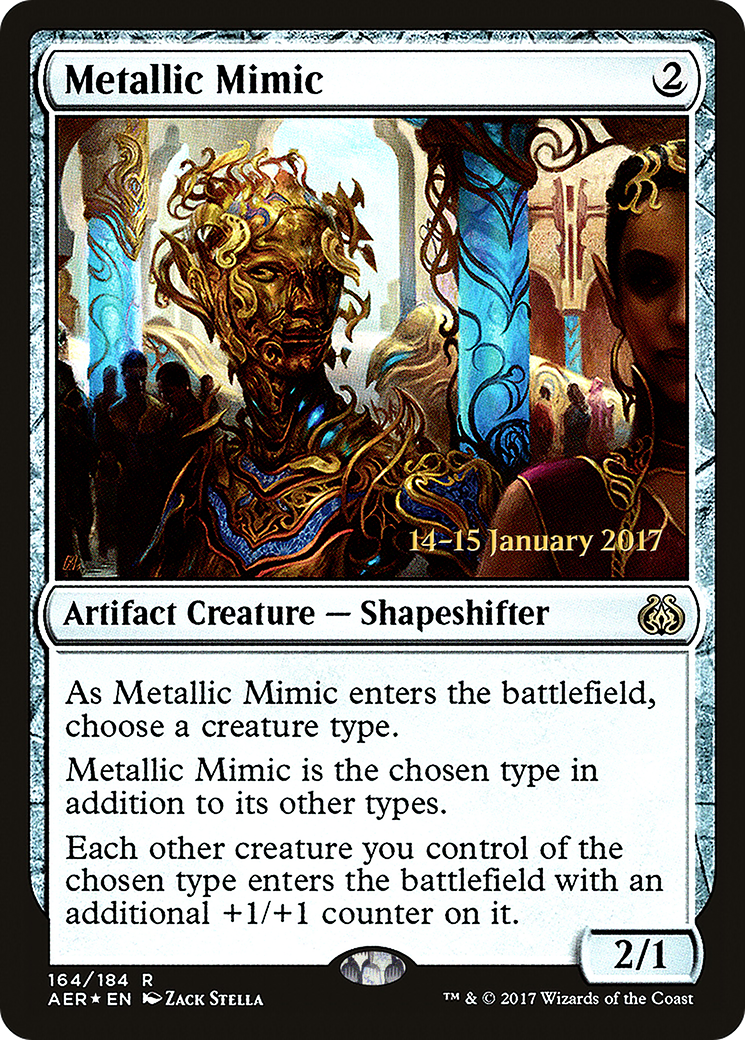 Metallic Mimic 2
14–15 January 2017
Artifact Creature — Shapeshifter
As Metallic Mimic enters the battlefield,
choose a creature type.
Metallic Mimic is the chosen type in
addition to its other types.
Each other creature you control of the
chosen type enters the battlefield with an
additional +1/+1 counter on it.
2/1
164/184 R
AER★EN Zack Stella
™ & © 2017 Wizards of the Coast